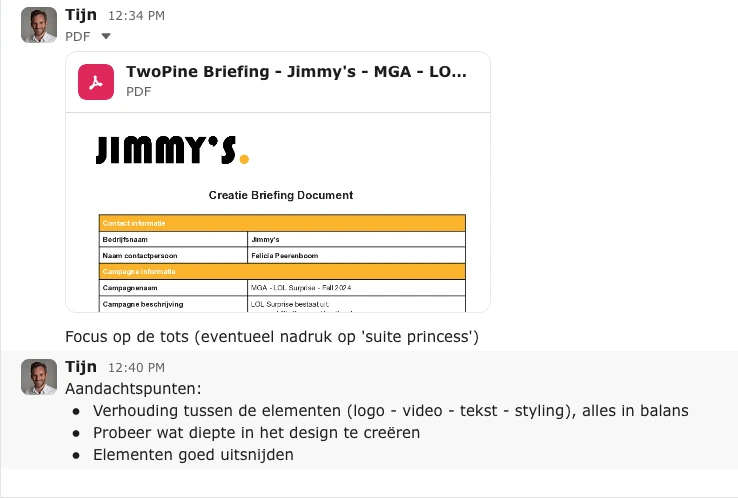 Tijn 12:34 PM
PDF
TwoPine Briefing - Jimmy's - MGA - LO...
PDF
JIMMY'S.
Creatie Briefing Document
Contact informatie
Bedrijfsnaam Jimmy's
Naam contactpersoon Felicia Peerenboom
Campagne informatie
Campagnenaam MGA - LOL Surprise - Fall 2024
Campagne beschrijving LOL Surprise bestaat uit:
Focus op de tots (eventueel nadruk op 'suite princess')
Tijn 12:40 PM
Aandachtspunten:
● Verhouding tussen de elementen (logo - video - tekst - styling), alles in balans
● Probeer wat diepte in het design te creëren
● Elementen goed uitsnijden